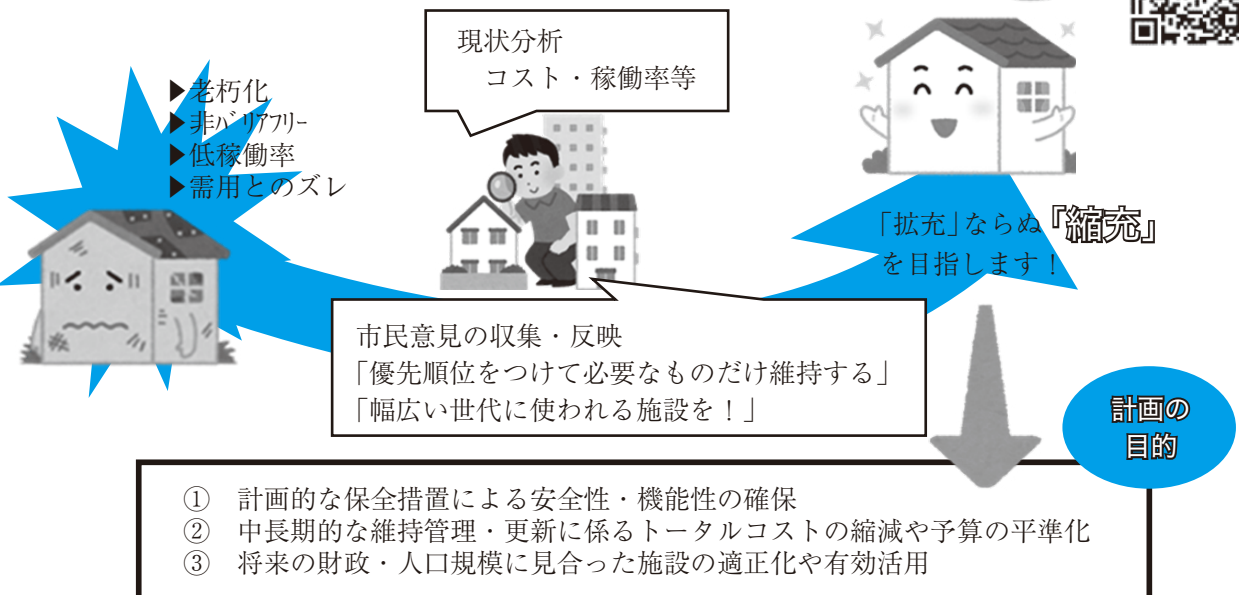 現状分析
コスト・稼働率等
▶老朽化
▶非ﾊﾞﾘｱﾌﾘｰ
▶低稼働率
▶需用とのズレ
「拡充」ならぬ「縮充」
を目指します！
市民意見の収集・反映
「優先順位をつけて必要なものだけ維持する」
「幅広い世代に使われる施設を！」
計画の
目的
① 計画的な保全措置による安全性・機能性の確保
② 中長期的な維持管理・更新に係るトータルコストの縮減や予算の平準化
③ 将来の財政・人口規模に見合った施設の適正化や有効活用